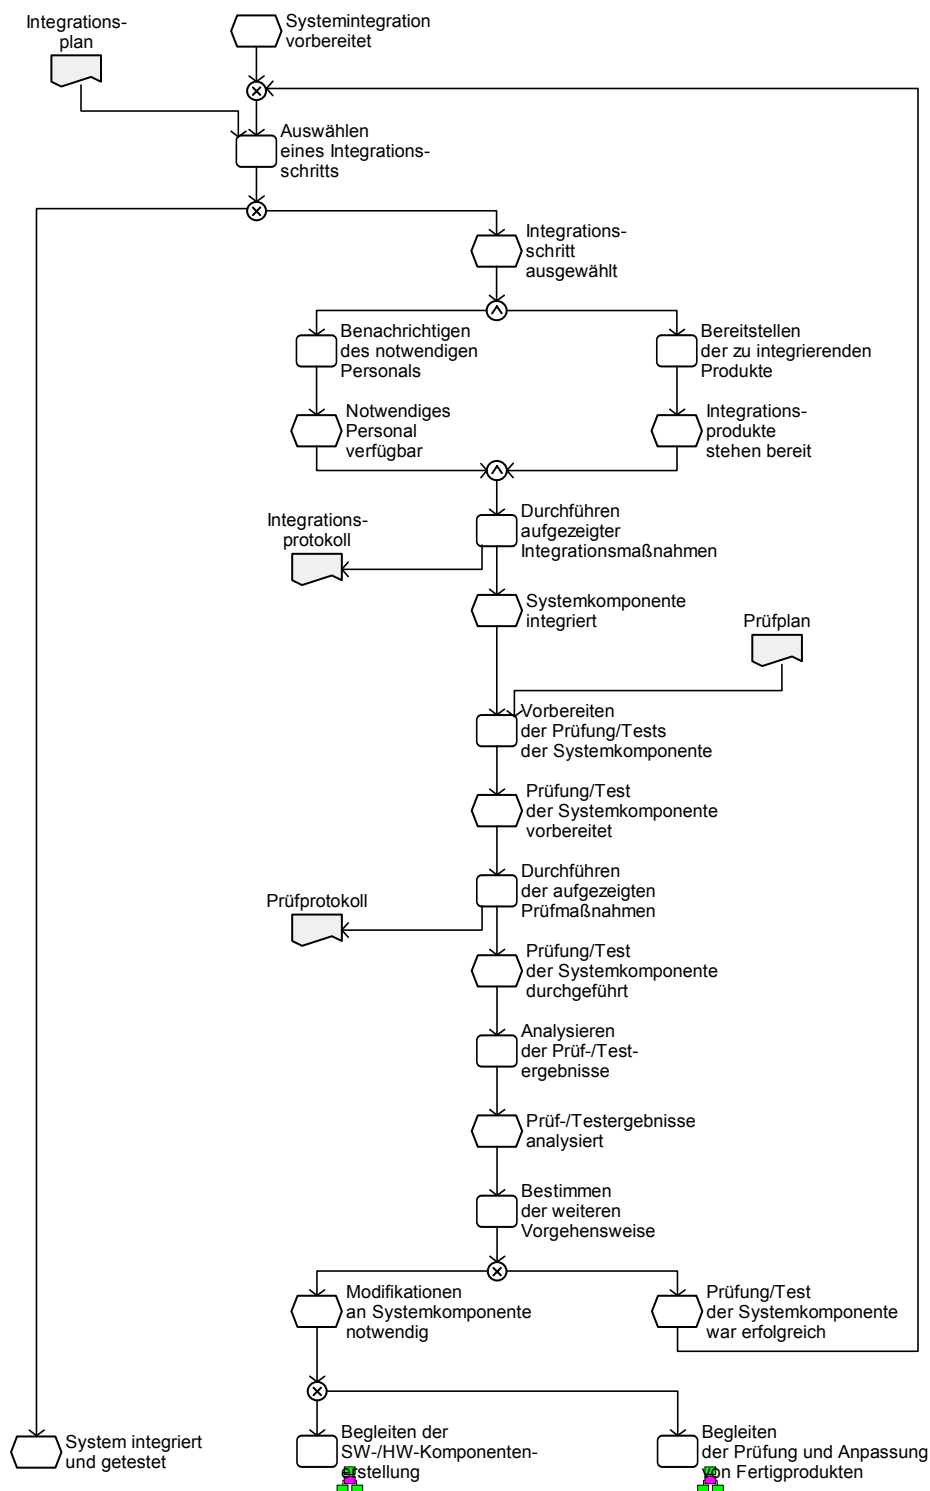 Integrations-
plan
Systemintegration
vorbereitet
Auswählen
eines Integrations-
schritts
Integrations-
schritt
ausgewählt
Benachrichtigen
des notwendigen
Personals
Bereitstellen
der zu integrierenden
Produkte
Notwendiges
Personal
verfügbar
Integrations-
produkte
stehen bereit
Integrations-
protokoll
Durchführen
aufgezeigter
Integrationsmaßnahmen
Systemkomponente
integriert
Prüfplan
Vorbereiten
der Prüfung/Tests
der Systemkomponente
Prüfung/Test
der Systemkomponente
vorbereitet
Prüfprotokoll
Durchführen
der aufgezeigten
Prüfmaßnahmen
Prüfung/Test
der Systemkomponente
durchgeführt
Analysieren
der Prüf-/Test-
ergebnisse
Prüf-/Testergebnisse
analysiert
Bestimmen
der weiteren
Vorgehensweise
Modifikationen
an Systemkomponente
notwendig
Prüfung/Test
der Systemkomponente
war erfolgreich
System integriert
und getestet
Begleiten der
SW-/HW-Komponenten-
erstellung
Begleiten
der Prüfung und Anpassung
von Fertigprodukten